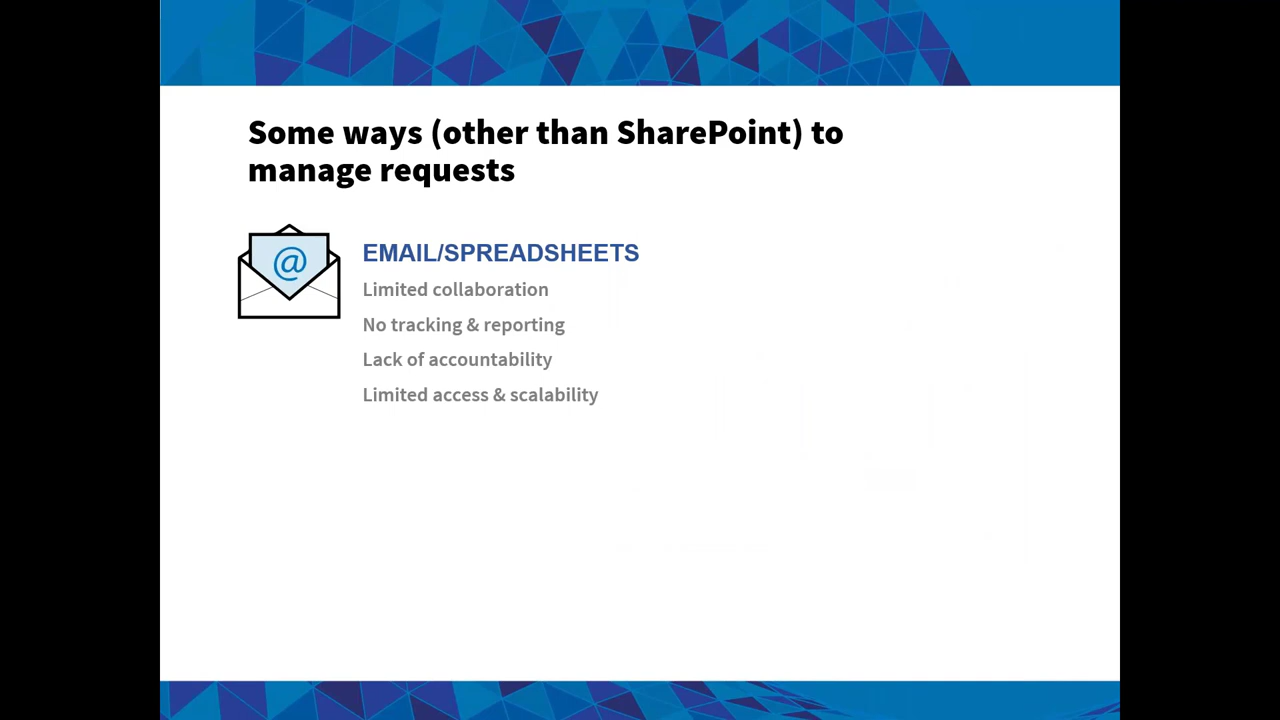 Some ways (other than SharePoint) to
manage requests
@
EMAIL/SPREADSHEETS
Limited collaboration
No tracking & reporting
Lack of accountability
Limited access & scalability